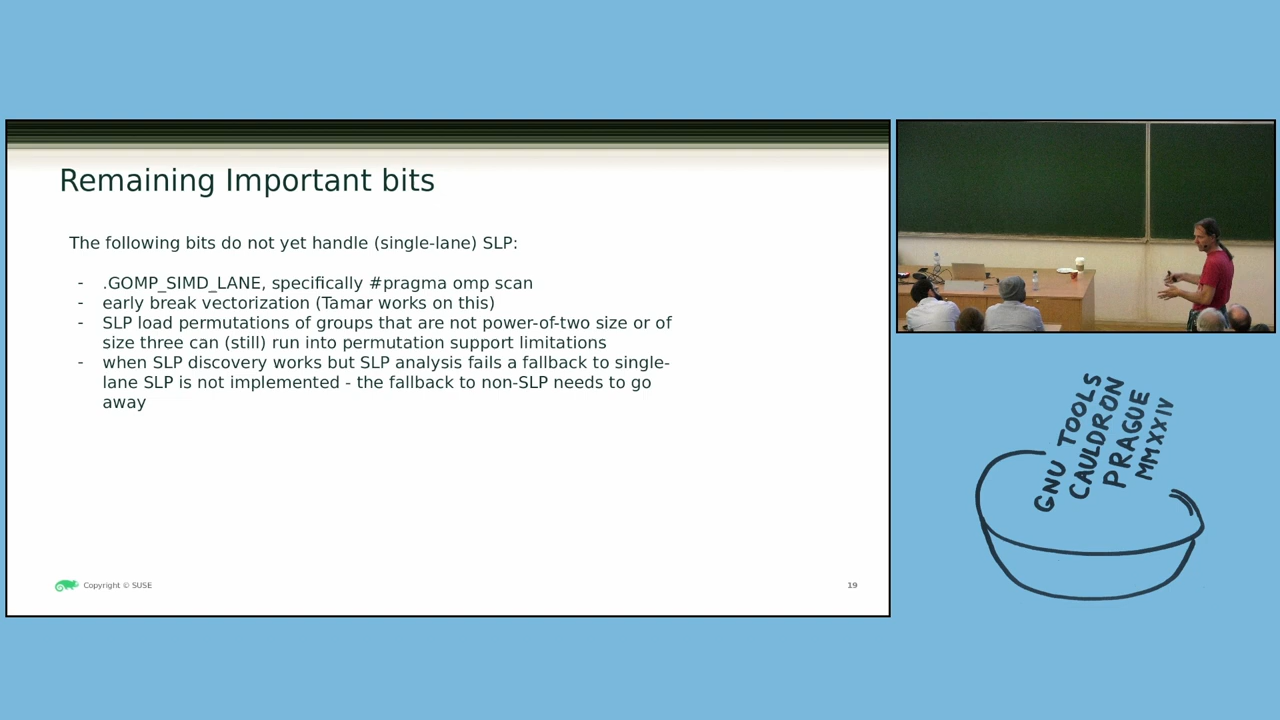 Remaining Important bits
The following bits do not yet handle (single-lane) SLP:
- .GOMP_SIMD_LANE, specifically #pragma omp scan
- early break vectorization (Tamar works on this)
- SLP load permutations of groups that are not power-of-two size or of
size three can (still) run into permutation support limitations
- when SLP discovery works but SLP analysis fails a fallback to single-
lane SLP is not implemented - the fallback to non-SLP needs to go
away
Copyright © SUSE
19
GNU TOOLS
CAULDRON
PRAGUE
MMXXIV